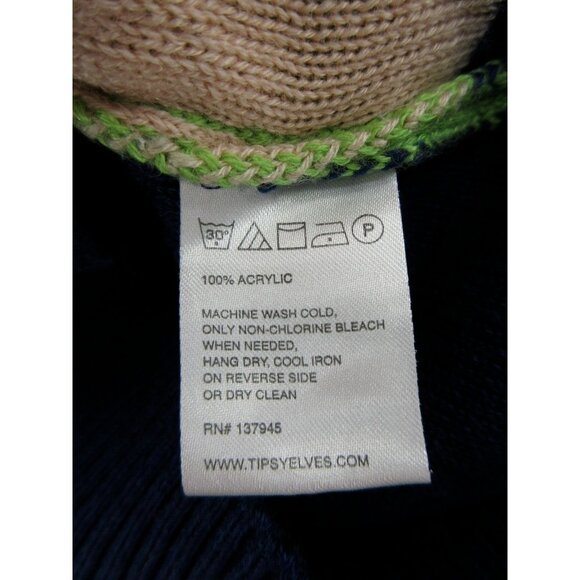 30° P
100% ACRYLIC
MACHINE WASH COLD,
ONLY NON-CHLORINE BLEACH
WHEN NEEDED,
HANG DRY, COOL IRON
ON REVERSE SIDE
OR DRY CLEAN
RN# 137945
WWW.TIPSYELVES.COM